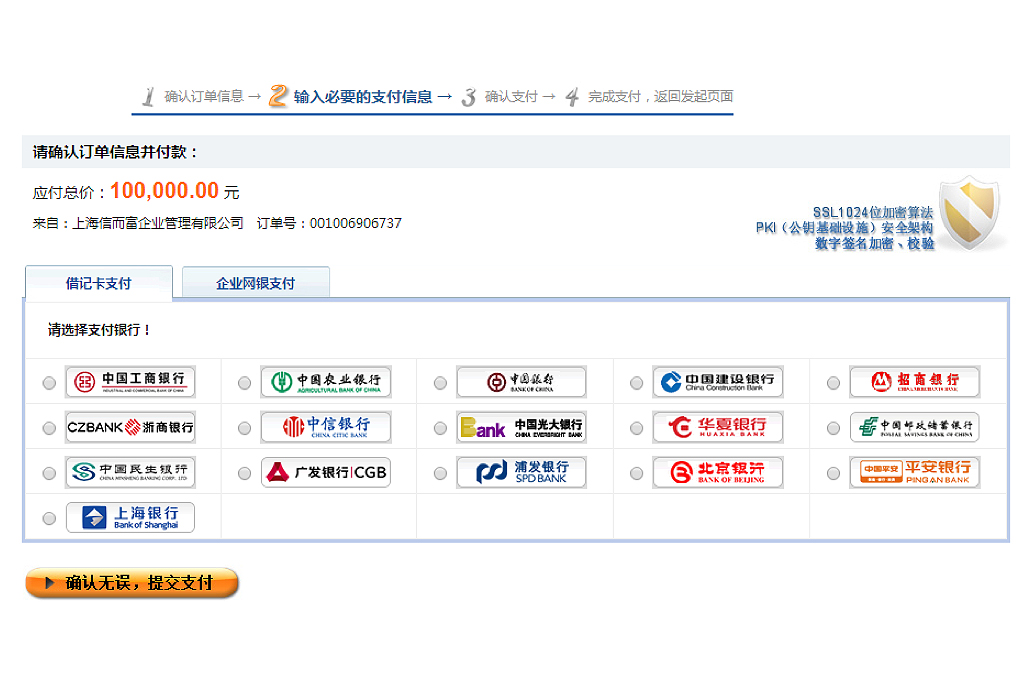 1 确认订单信息 → 2 输入必要的支付信息 → 3 确认支付 → 4 完成支付，返回发起页面
请确认订单信息并付款：
应付总价：100,000.00 元
来自：上海信而富企业管理有限公司 订单号：001006906737
SSL1024位加密算法
PKI（公钥基础设施）安全架构
数字签名加密、校验
借记卡支付 企业网银支付
请选择支付银行！
中国工商银行
INDUSTRIAL AND COMMERCIAL BANK OF CHINA
中国农业银行
AGRICULTURAL BANK OF CHINA
中国银行
BANK OF CHINA
中国建设银行
China Construction Bank
招商银行
CHINA MERCHANTS BANK
CZBANK 浙商银行
中信银行
CHINA CITIC BANK
Bank 中国光大银行
CHINA EVERBRIGHT BANK
华夏银行
HUAXIA BANK
中国邮政储蓄银行
POSTAL SAVINGS BANK OF CHINA
中国民生银行
CHINA MINSHENG BANKING CORP., LTD
广发银行|CGB
浦发银行
SPD BANK
北京银行
BANK OF BEIJING
中国平安 平安银行
PING AN BANK
上海银行
Bank of Shanghai
确认无误，提交支付